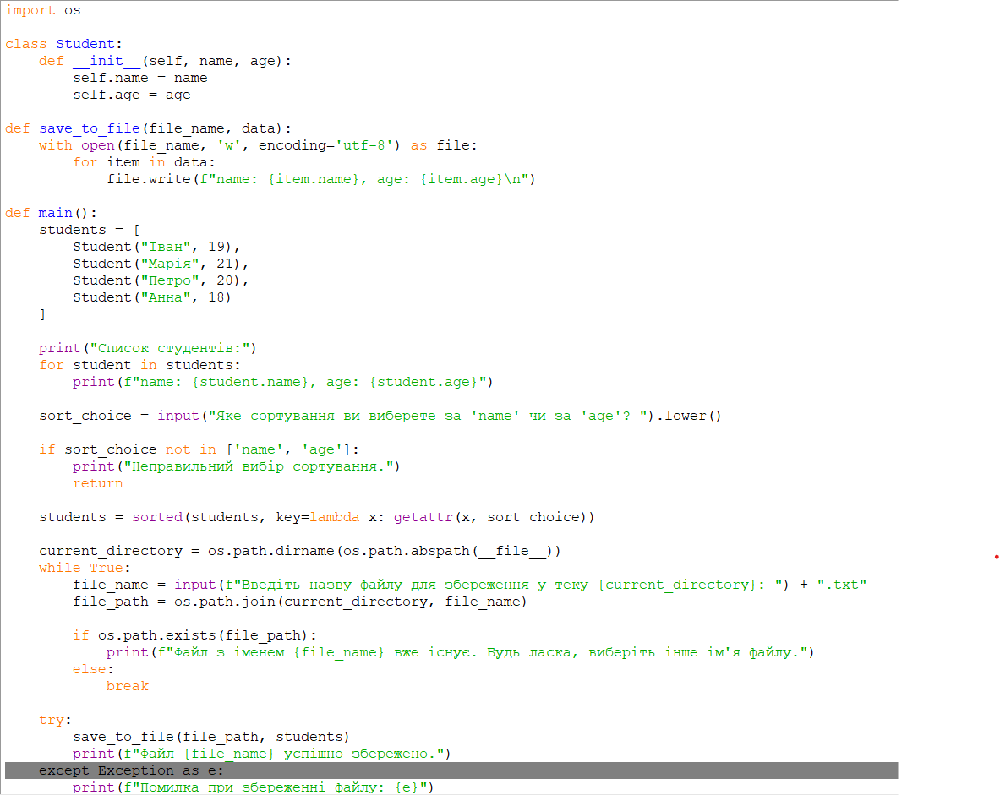 import os
class Student:
    def __init__(self, name, age):
        self.name = name
        self.age = age
def save_to_file(file_name, data):
    with open(file_name, 'w', encoding='utf-8') as file:
        for item in data:
            file.write(f"name: {item.name}, age: {item.age}\n")
def main():
    students = [
        Student("Іван", 19),
        Student("Марія", 21),
        Student("Петро", 20),
        Student("Анна", 18)
    ]
    print("Список студентів:")
    for student in students:
        print(f"name: {student.name}, age: {student.age}")
    sort_choice = input("Яке сортування ви виберете за 'name' чи за 'age'? ").lower()
    if sort_choice not in ['name', 'age']:
        print("Неправильний вибір сортування.")
        return
    students = sorted(students, key=lambda x: getattr(x, sort_choice))
    current_directory = os.path.dirname(os.path.abspath(__file__))
    while True:
        file_name = input(f"Введіть назву файлу для збереження у теку {current_directory}: ") + ".txt"
        file_path = os.path.join(current_directory, file_name)
        if os.path.exists(file_path):
            print(f"Файл з іменем {file_name} вже існує. Будь ласка, виберіть інше ім'я файлу.")
        else:
            break
    try:
        save_to_file(file_path, students)
        print(f"Файл {file_name} успішно збережено.")
    except Exception as e:
        print(f"Помилка при збереженні файлу: {e}")